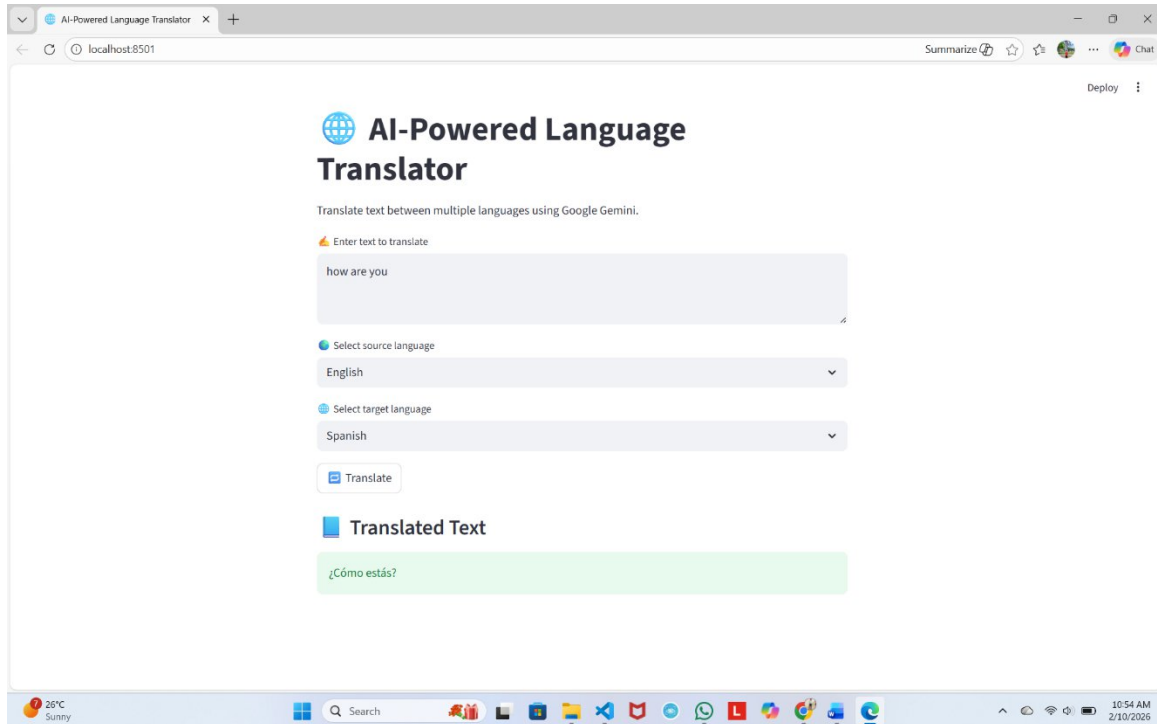 AI-Powered Language Translator
localhost:8501
Summarize
Chat
Deploy
AI-Powered Language
Translator
Translate text between multiple languages using Google Gemini.
Enter text to translate
how are you
Select source language
English
Select target language
Spanish
Translate
Translated Text
¿Cómo estás?
7
26°C
Sunny
Search
L
10:54 AM
2/10/2026